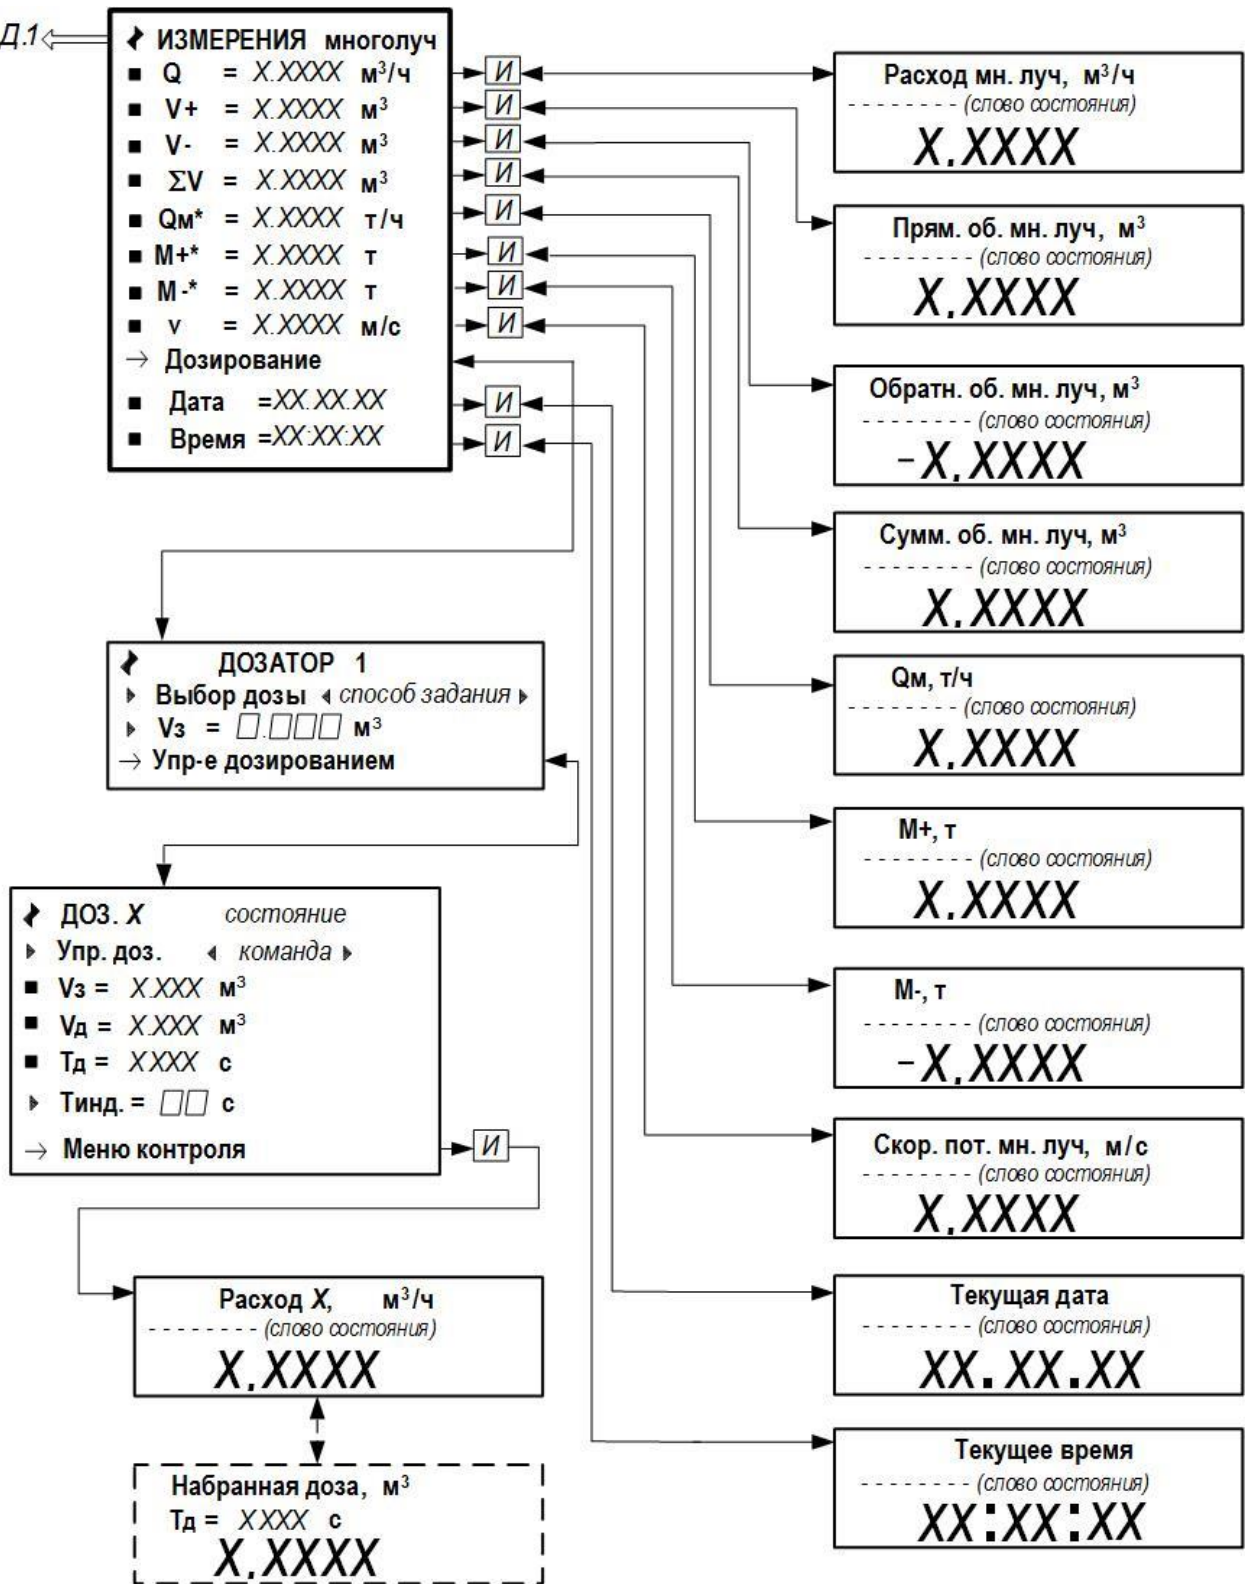 Д.1
ИЗМЕРЕНИЯ многолуч
Q = X.XXXX м³/ч
V+ = X.XXXX м³
V- = X.XXXX м³
ΣV = X.XXXX м³
Qм* = X.XXXX т/ч
М+* = X.XXXX т
М-* = X.XXXX т
v = X.XXXX м/с
→ Дозирование
Дата =XX.XX.XX
Время =XX:XX:XX
И
И
И
И
И
И
И
И
И
И
Расход мн. луч, м³/ч
- - - - - - - - (слово состояния)
X.XXXX
Прям. об. мн. луч, м³
- - - - - - - - (слово состояния)
X.XXXX
Обратн. об. мн. луч, м³
- - - - - - - - (слово состояния)
-X.XXXX
Сумм. об. мн. луч, м³
- - - - - - - - (слово состояния)
X.XXXX
Qм, т/ч
- - - - - - - - (слово состояния)
X.XXXX
М+, т
- - - - - - - - (слово состояния)
X.XXXX
М-, т
- - - - - - - - (слово состояния)
-X.XXXX
Скор. пот. мн. луч, м/с
- - - - - - - - (слово состояния)
X.XXXX
Текущая дата
- - - - - - - - (слово состояния)
XX.XX.XX
Текущее время
- - - - - - - - (слово состояния)
XX:XX:XX
ДОЗАТОР 1
Выбор дозы способ задания
Vз = □.□□□ м³
→ Упр-е дозированием
ДОЗ. X состояние
Упр. доз. команда
Vз = X.XXX м³
Vд = X.XXX м³
Тд = XXXX с
Тинд. = □□ с
→ Меню контроля
И
Расход X, м³/ч
- - - - - - - - (слово состояния)
X.XXXX
Набранная доза, м³
Тд = XXXX с
X.XXXX